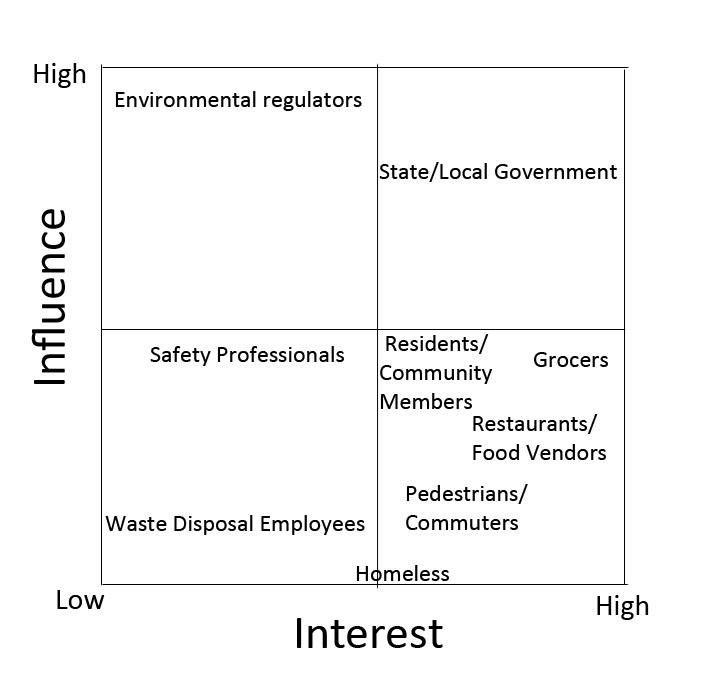 High
Environmental regulators
State/Local Government
Influence
Safety Professionals
Residents/
Community
Members
Grocers
Restaurants/
Food Vendors
Pedestrians/
Commuters
Waste Disposal Employees
Homeless
Low
High
Interest